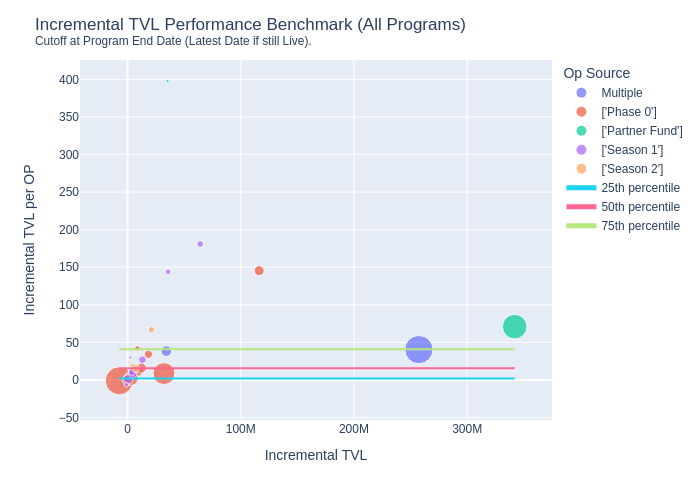 Incremental TVL Performance Benchmark (All Programs)
Cutoff at Program End Date (Latest Date if still Live).
Incremental TVL per OP
400
350
300
250
200
150
100
50
0
−50
0
100M
200M
300M
Incremental TVL
Op Source
Multiple
['Phase 0']
['Partner Fund']
['Season 1']
['Season 2']
25th percentile
50th percentile
75th percentile